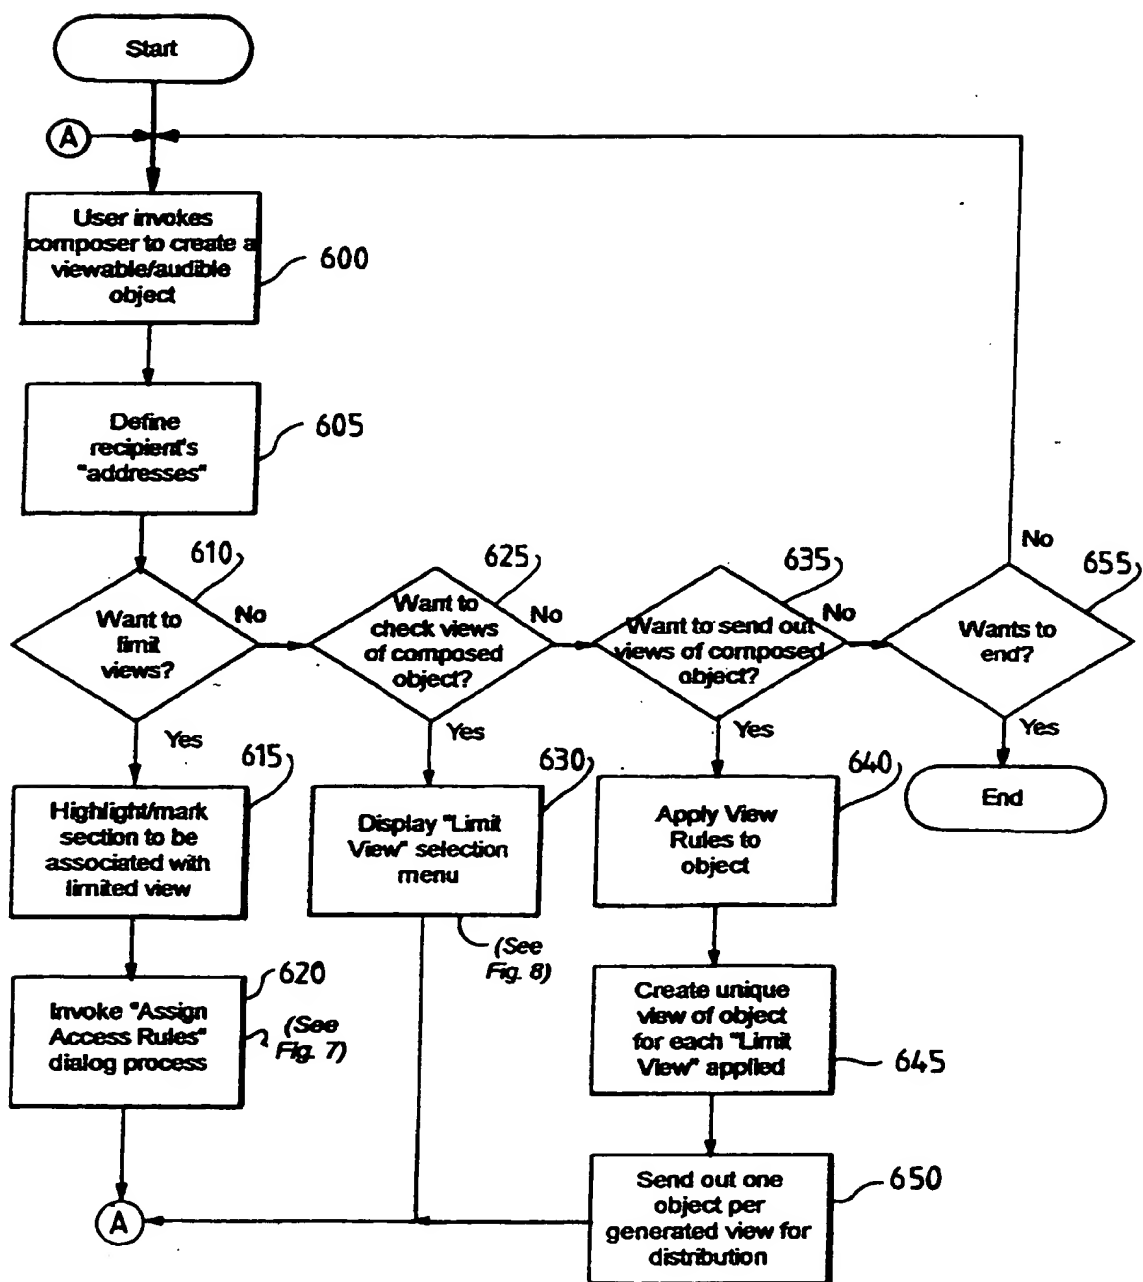 Start
A
User invokes
composer to create a
viewable/audible
object
600
Define
recipient's
"addresses"
605
610
Want to
limit
views?
No
Yes
625
Want to
check views
of composed
object?
No
Yes
635
Want to send out
views of composed
object?
No
Yes
655
Wants to
end?
No
Yes
End
615
Highlight/mark
section to be
associated with
limited view
630
Display "Limit
View" selection
menu
(See
Fig. 8)
640
Apply View
Rules to
object
620
Invoke "Assign
Access Rules"
dialog process
(See
Fig. 7)
Create unique
view of object
for each "Limit
View" applied
645
A
Send out one
object per
generated view for
distribution
650